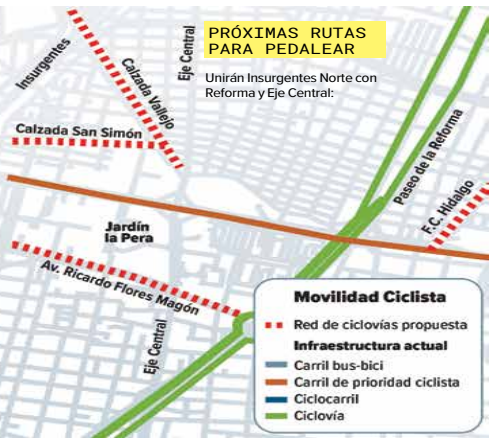 PRÓXIMAS RUTAS
PARA PEDALEAR
Unirán Insurgentes Norte con
Reforma y Eje Central:
Insurgentes
Calzada Vallejo
Eje Central
Calzada San Simón
Paseo de la Reforma
F.C. Hidalgo
Jardín
la Pera
Av. Ricardo Flores Magón
Eje Central
Movilidad Ciclista
Red de ciclovías propuesta
Infraestructura actual
Carril bus-bici
Carril de prioridad ciclista
Ciclocarril
Ciclovía